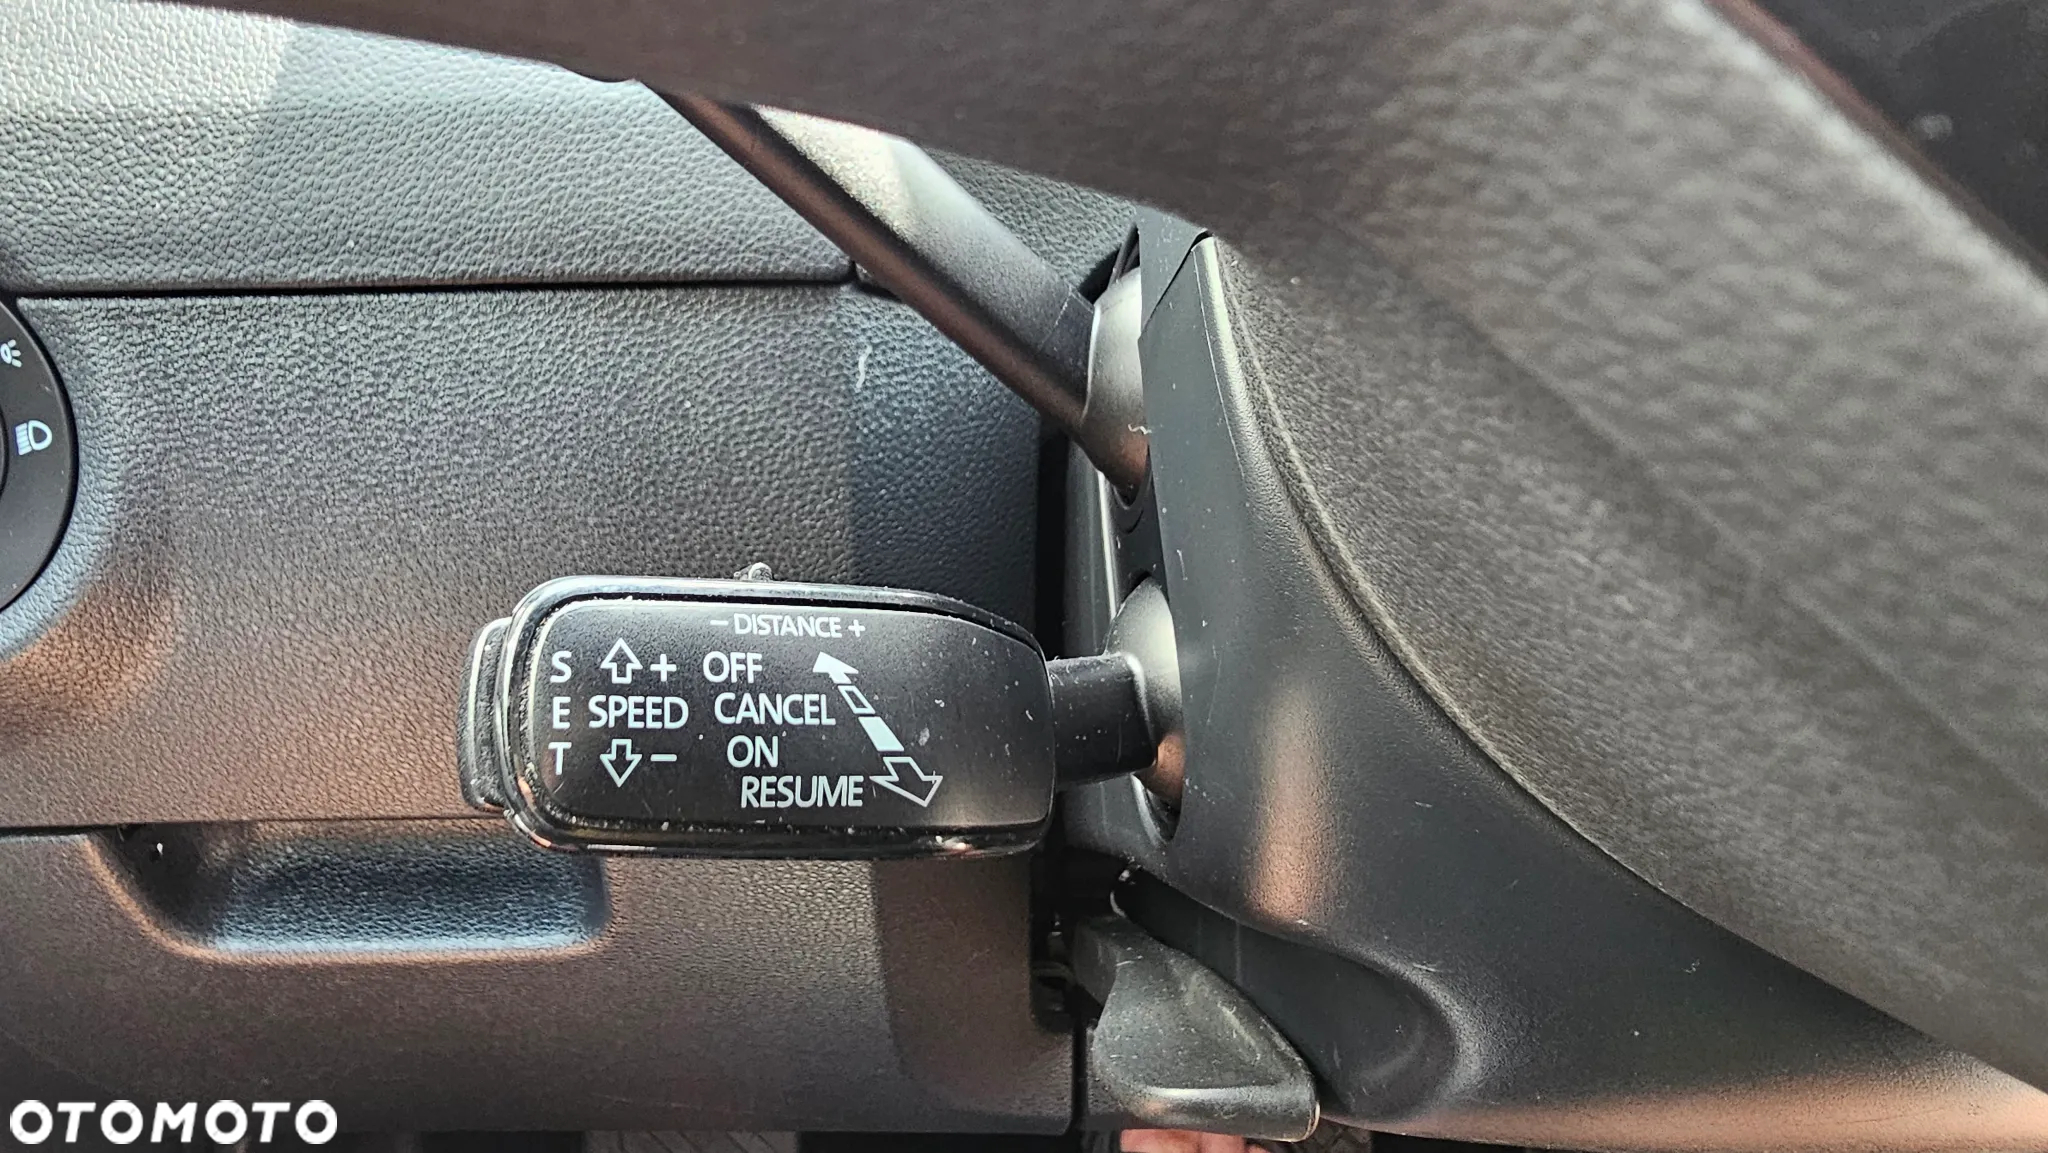 - DISTANCE +
S + OFF
E SPEED CANCEL
T - ON
RESUME
OTOMOTO